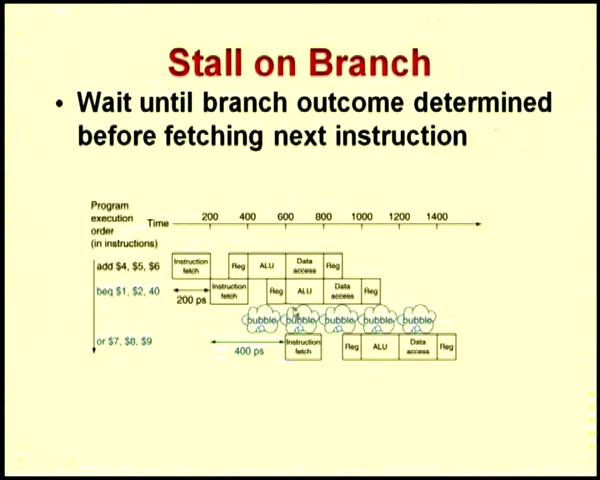 Stall on Branch
• Wait until branch outcome determined
before fetching next instruction
Program
execution
order
(in instructions)
Time
200 400 600 800 1000 1200 1400
add $4, $5, $6
Instruction
fetch
Reg
ALU
Data
access
Reg
beq $1, $2, 40
200 ps
Instruction
fetch
Reg
ALU
Data
access
Reg
bubble bubble bubble bubble bubble
or $7, $8, $9
400 ps
Instruction
fetch
Reg
ALU
Data
access
Reg